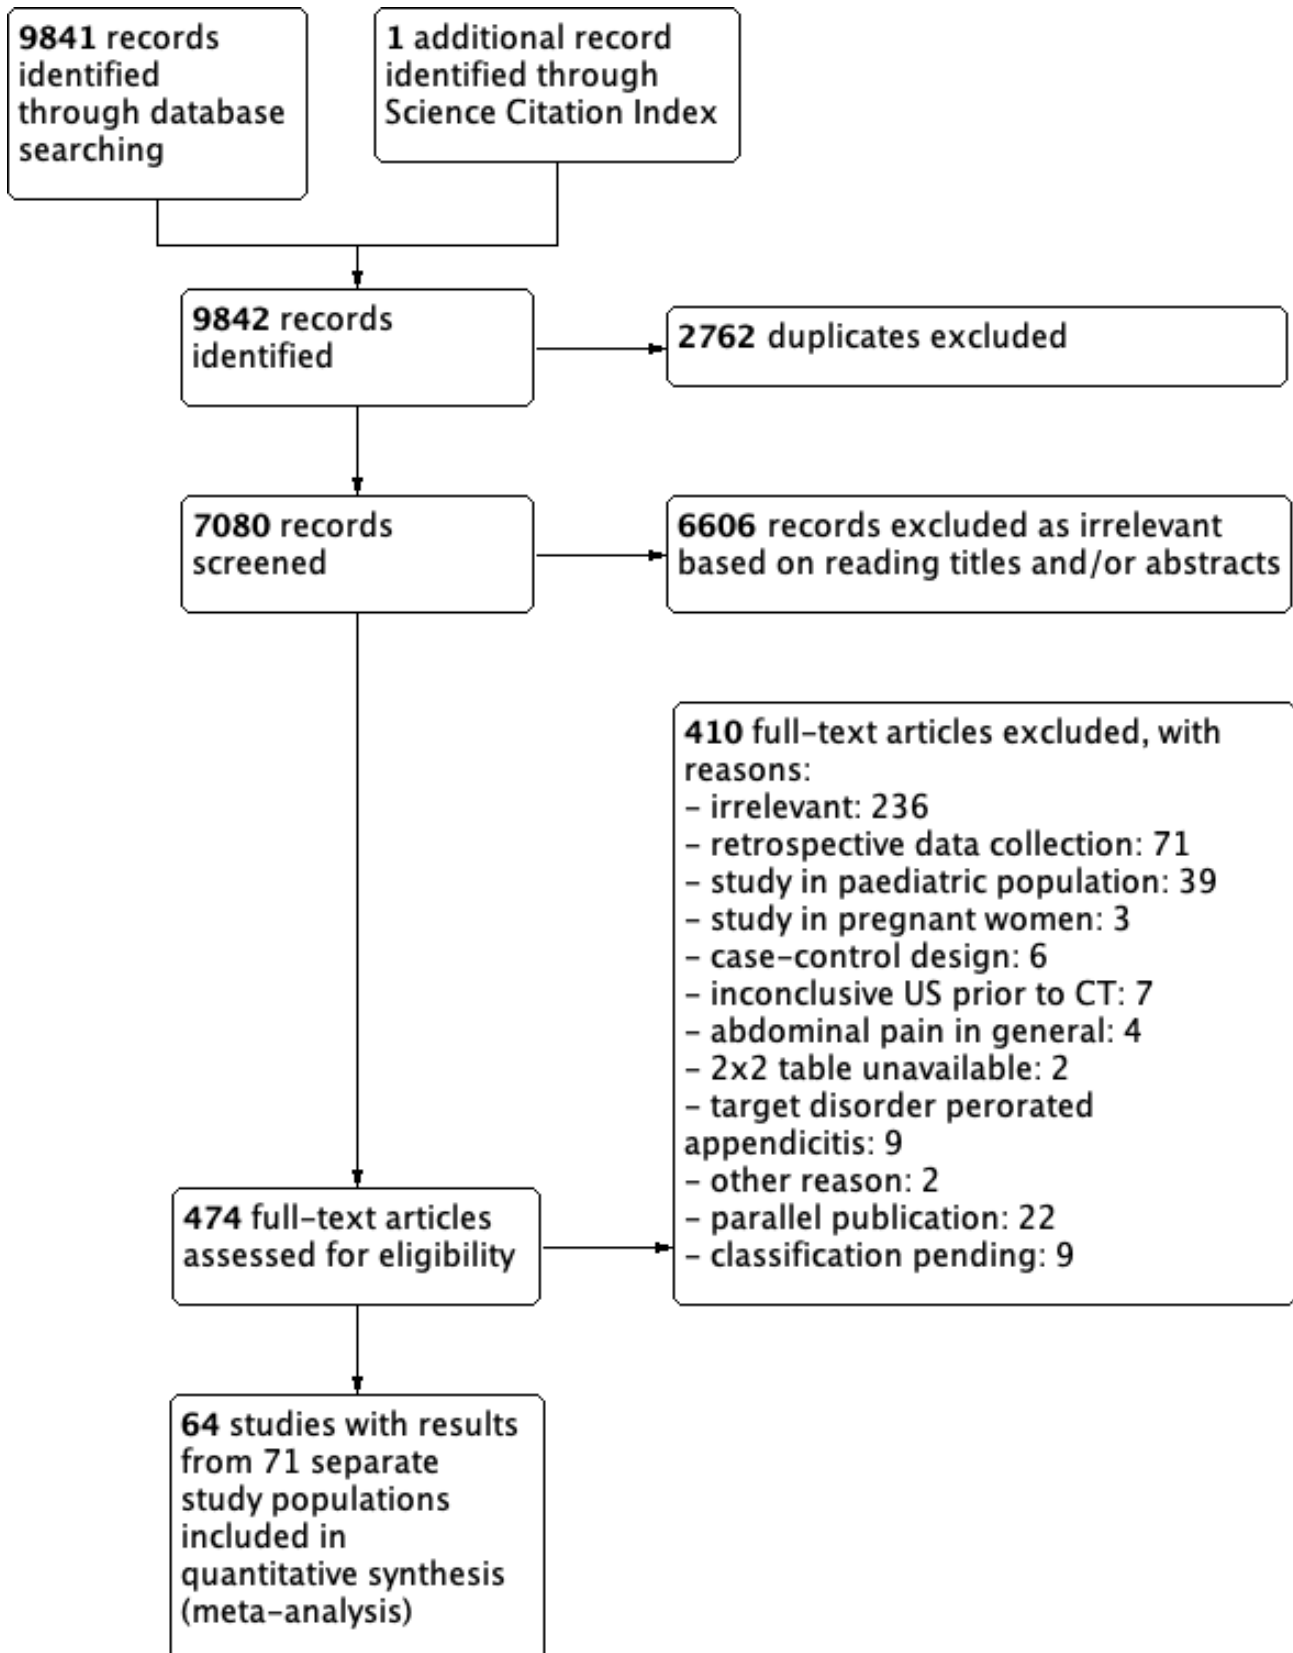 9841 records
identified
through database
searching
1 additional record
identified through
Science Citation Index
9842 records
identified
2762 duplicates excluded
7080 records
screened
6606 records excluded as irrelevant
based on reading titles and/or abstracts
410 full-text articles excluded, with
reasons:
- irrelevant: 236
- retrospective data collection: 71
- study in paediatric population: 39
- study in pregnant women: 3
- case-control design: 6
- inconclusive US prior to CT: 7
- abdominal pain in general: 4
- 2x2 table unavailable: 2
- target disorder perorated
appendicitis: 9
- other reason: 2
- parallel publication: 22
- classification pending: 9
474 full-text articles
assessed for eligibility
64 studies with results
from 71 separate
study populations
included in
quantitative synthesis
(meta-analysis)